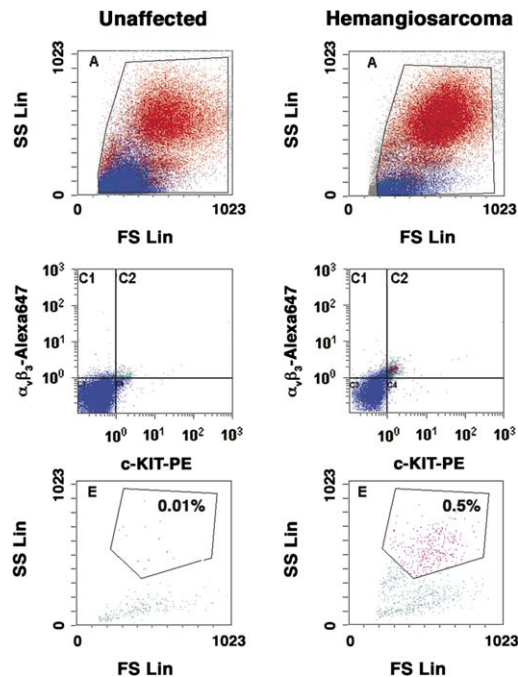 Unaffected Hemangiosarcoma
1023 A 1023 A
SS Lin SS Lin
0 0
0 1023 0 1023
FS Lin FS Lin
10³ C1 C2 10³ C1 C2
10² 10²
αvβ3-Alexa647 αvβ3-Alexa647
10¹ 10¹
10⁰ 10⁰
C3 C4
10⁰ 10¹ 10² 10³ 10⁰ 10¹ 10² 10³
c-KIT-PE c-KIT-PE
1023 E 0.01% 1023 E 0.5%
SS Lin SS Lin
0 0
0 1023 0 1023
FS Lin FS Lin